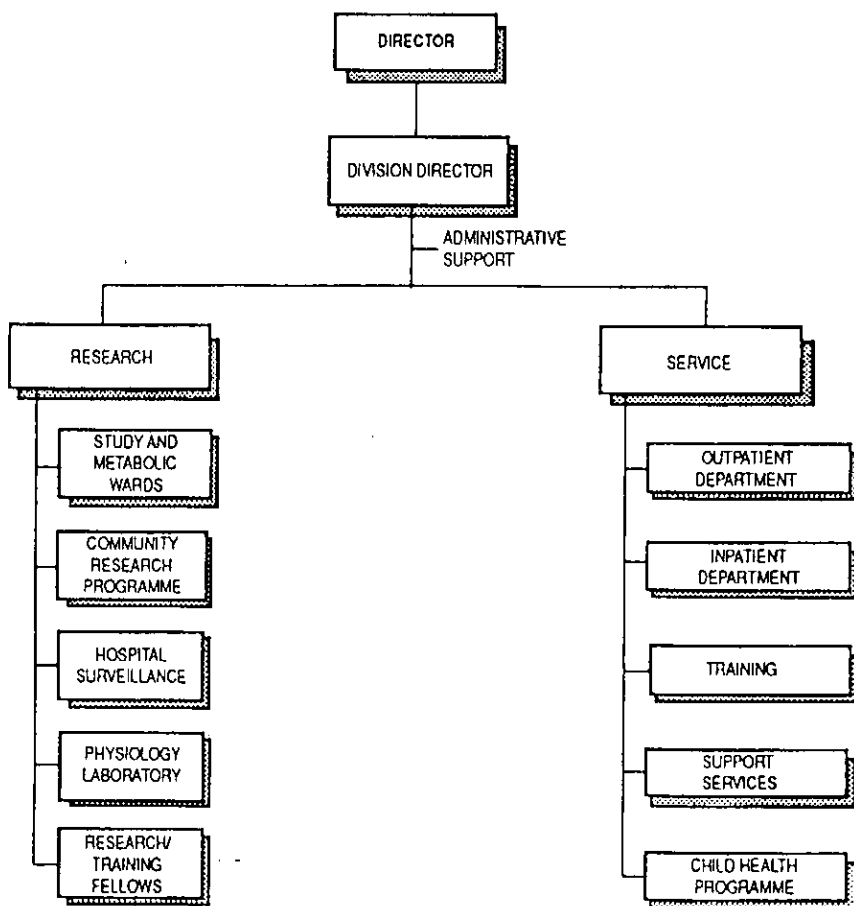 DIRECTOR
DIVISION DIRECTOR
ADMINISTRATIVE
SUPPORT
RESEARCH
STUDY AND
METABOLIC
WARDS
COMMUNITY
RESEARCH
PROGRAMME
HOSPITAL
SURVEILLANCE
PHYSIOLOGY
LABORATORY
RESEARCH/
TRAINING
FELLOWS
SERVICE
OUTPATIENT
DEPARTMENT
INPATIENT
DEPARTMENT
TRAINING
SUPPORT
SERVICES
CHILD HEALTH
PROGRAMME